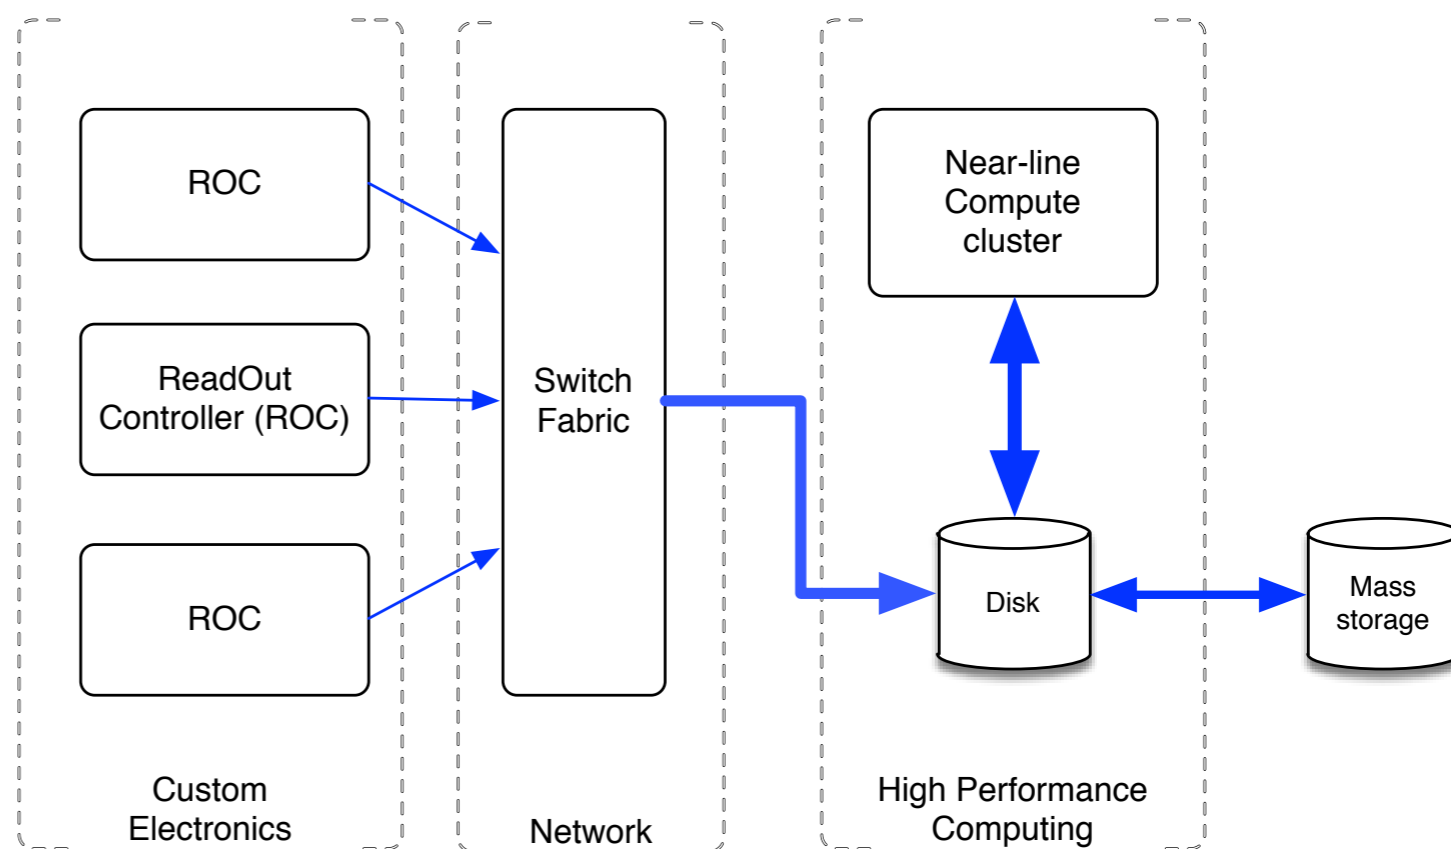 ROC
ReadOut
Controller (ROC)
ROC
Custom
Electronics
Switch
Fabric
Network
Near-line
Compute
cluster
Disk
High Performance
Computing
Mass
storage